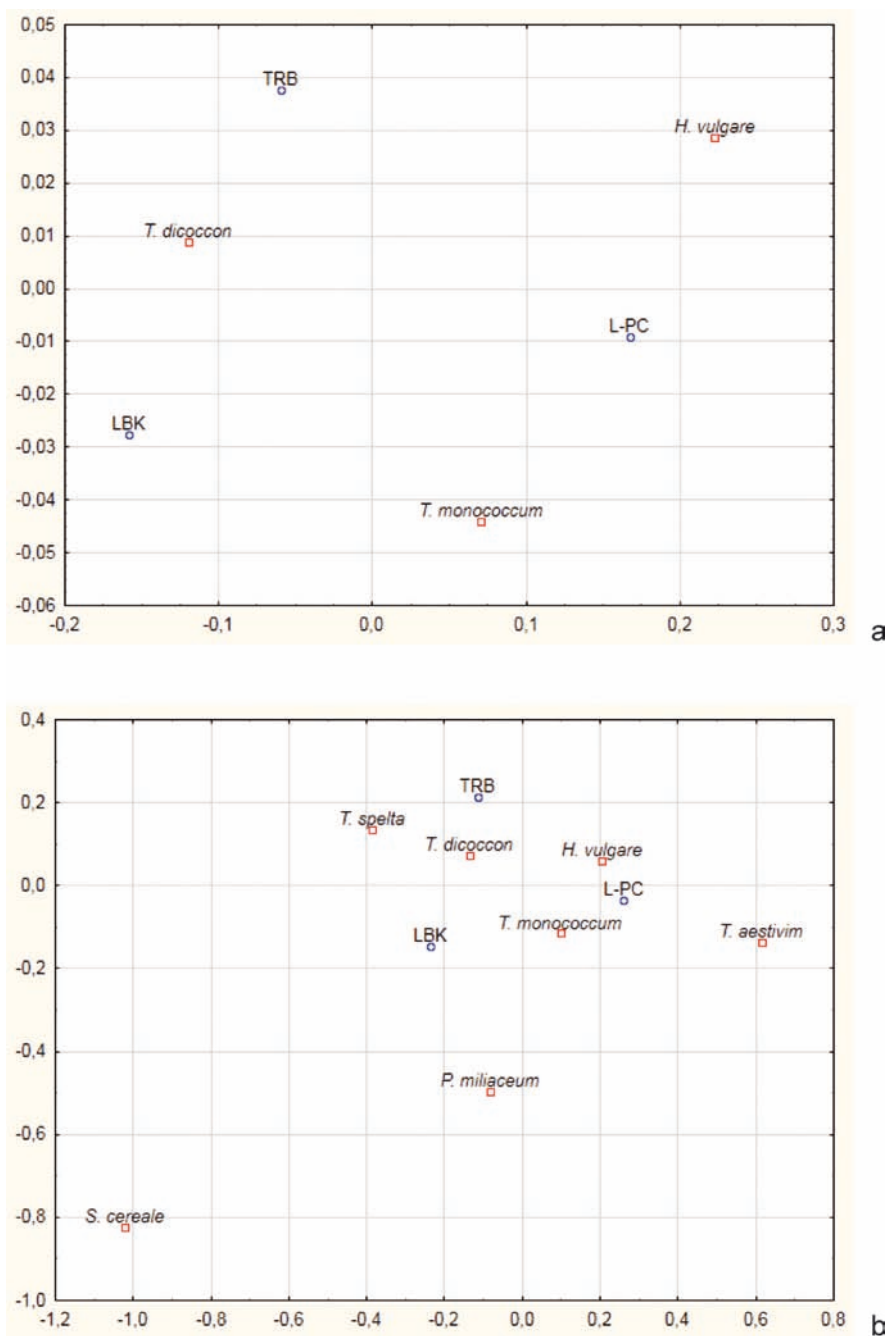 0,05
0,04
TRB
0,03
H. vulgare
0,02
T. dicoccon
0,01
0,00
L-PC
-0,01
-0,02
LBK
-0,03
-0,04
T. monococcum
-0,05
-0,06
-0,2 -0,1 0,0 0,1 0,2 0,3
a
0,4
TRB
0,2
T. spelta
T. dicoccon
H. vulgare
0,0
L-PC
T. monococcum
T. aestivim
LBK
-0,2
-0,4
P. miliaceum
-0,6
S. cereale
-0,8
-1,0
-1,2 -1,0 -0,8 -0,6 -0,4 -0,2 0,0 0,2 0,4 0,6 0,8
b